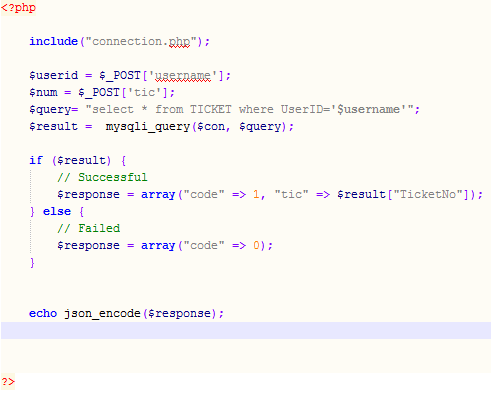 <?php
include("connection.php");
$userid = $_POST['username'];
$num = $_POST['tic'];
$query= "select * from TICKET where UserID='$username'";
$result =  mysqli_query($con, $query);
if ($result) {
// Successful
$response = array("code" => 1, "tic" => $result["TicketNo"]);
} else {
// Failed
$response = array("code" => 0);
}
echo json_encode($response);
?>